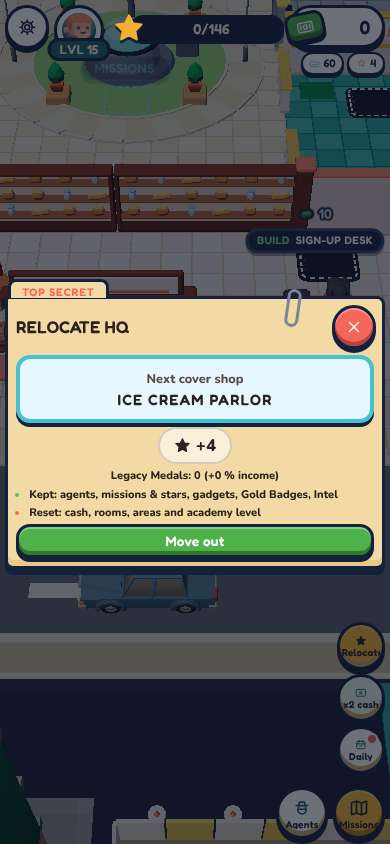 0/146
0
LVL 15
MISSIONS
60
4
10
BUILD SIGN-UP DESK
TOP SECRET
RELOCATE HQ
Next cover shop
ICE CREAM PARLOR
+4
Legacy Medals: 0 (+0 % income)
Kept: agents, missions & stars, gadgets, Gold Badges, Intel
Reset: cash, rooms, areas and academy level
Move out
Relocate
x2 cash
Daily
Agents
Missions